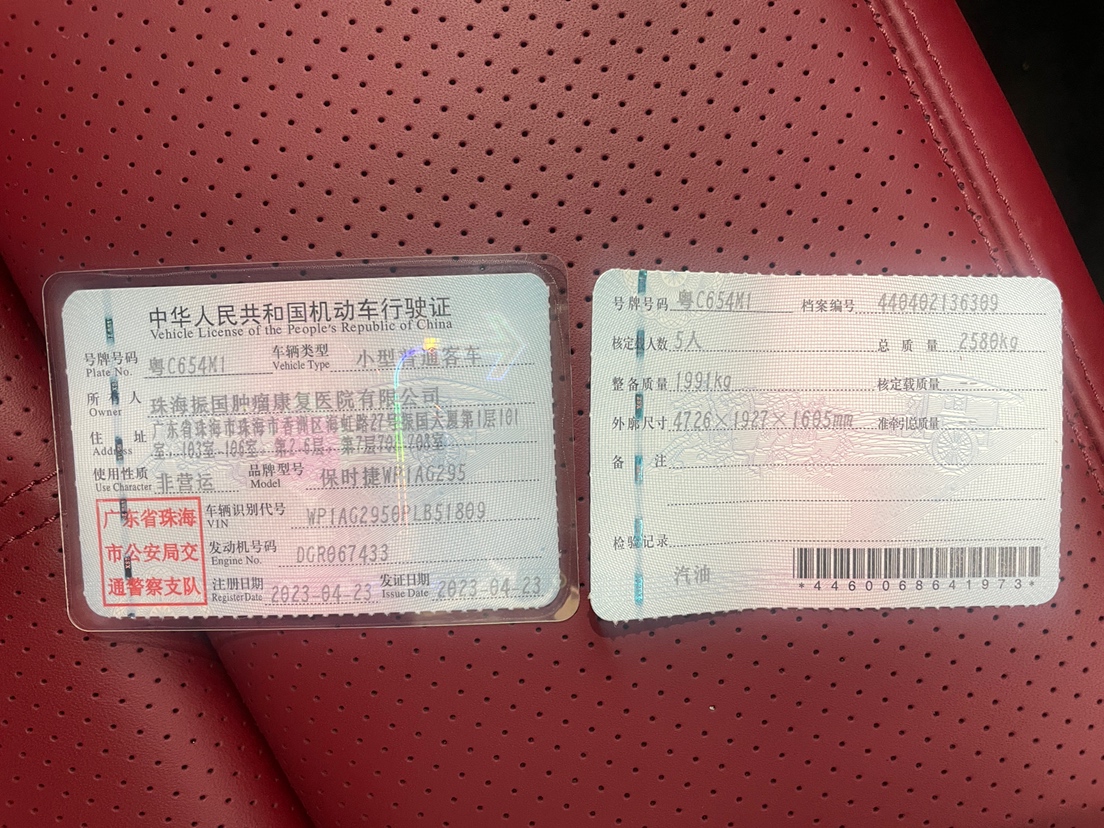 中华人民共和国机动车行驶证
Vehicle License of the People's Republic of China
号牌号码 粤C654M1 车辆类型 小型普通客车
Plate No. Vehicle Type
所有人 珠海振国肿瘤康复医院有限公司
Owner
住址 广东省珠海市珠海市香洲区海虹路27号振国大厦第1层101
Address 室、103室-106室、第2-6层、第7层701-703室
使用性质 非营运 品牌型号 保时捷WP1AG295
Use Character Model
广东省珠海
市公安局交
通警察支队
车辆识别代号 WP1AG2950PLB51809
VIN
发动机号码 DGR067433
Engine No.
注册日期 2023-04-23 发证日期 2023-04-23
Register Date Issue Date
号牌号码 粤C654M1 档案编号 440402136309
核定载人数 5人 总质量 2580kg
整备质量 1991kg 核定载质量 --
外廓尺寸 4726×1927×1605mm 准牵引总质量
备注
检验记录
汽油
*4460068641973*